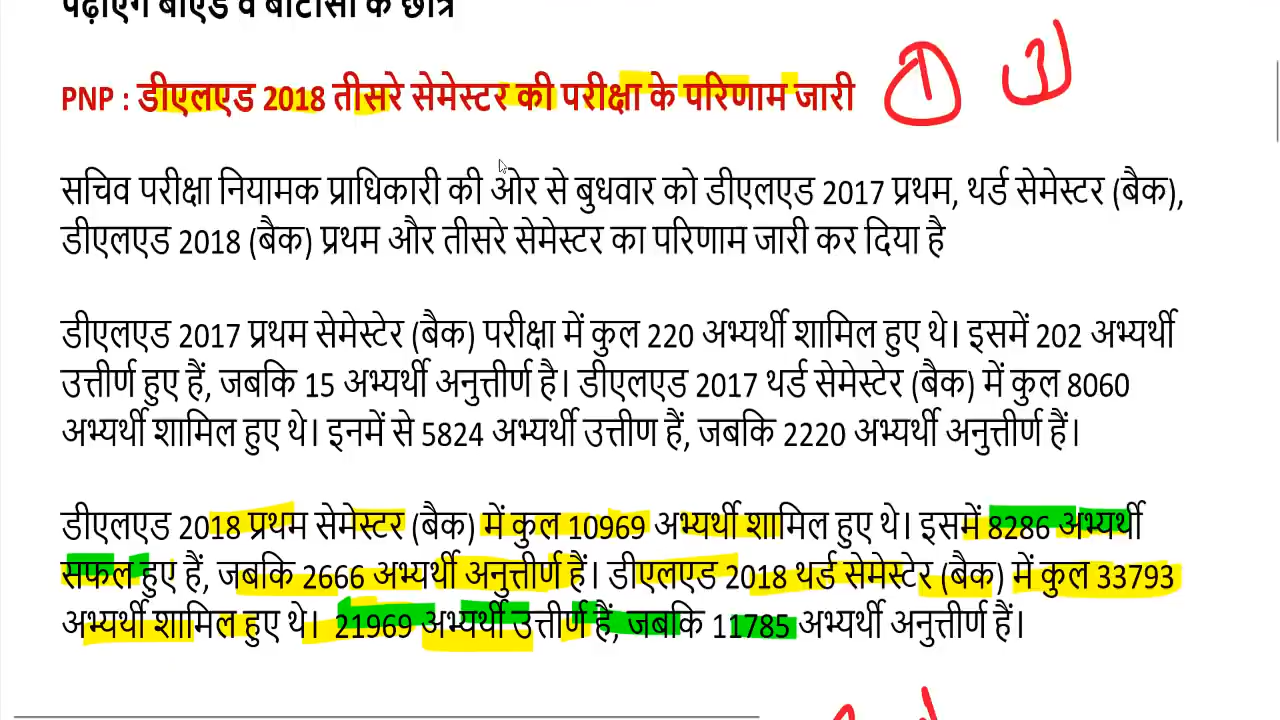 पढ़ाएंगे बीएड व बीटीसी के छात्र
PNP : डीएलएड 2018 तीसरे सेमेस्टर की परीक्षा के परिणाम जारी
1 3
सचिव परीक्षा नियामक प्राधिकारी की ओर से बुधवार को डीएलएड 2017 प्रथम, थर्ड सेमेस्टर (बैक),
डीएलएड 2018 (बैक) प्रथम और तीसरे सेमेस्टर का परिणाम जारी कर दिया है
डीएलएड 2017 प्रथम सेमेस्टेर (बैक) परीक्षा में कुल 220 अभ्यर्थी शामिल हुए थे। इसमें 202 अभ्यर्थी
उत्तीर्ण हुए हैं, जबकि 15 अभ्यर्थी अनुत्तीर्ण है। डीएलएड 2017 थर्ड सेमेस्टेर (बैक) में कुल 8060
अभ्यर्थी शामिल हुए थे। इनमें से 5824 अभ्यर्थी उत्तीण हैं, जबकि 2220 अभ्यर्थी अनुत्तीर्ण हैं।
डीएलएड 2018 प्रथम सेमेस्टर (बैक) में कुल 10969 अभ्यर्थी शामिल हुए थे। इसमें 8286 अभ्यर्थी
सफल हुए हैं, जबकि 2666 अभ्यर्थी अनुत्तीर्ण हैं। डीएलएड 2018 थर्ड सेमेस्टेर (बैक) में कुल 33793
अभ्यर्थी शामिल हुए थे। 21969 अभ्यर्थी उत्तीर्ण हैं, जबकि 11785 अभ्यर्थी अनुत्तीर्ण हैं।